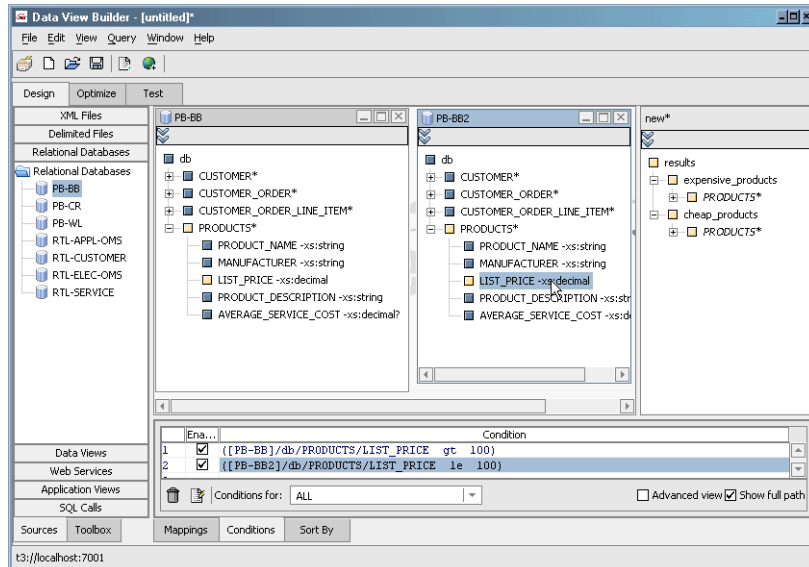 Data View Builder - [untitled]*
File Edit View Query Window Help
Design Optimize Test
XML Files
Delimited Files
Relational Databases
Relational Databases
PB-BB
PB-CR
PB-WL
RTL-APPL-OMS
RTL-CUSTOMER
RTL-ELEC-OMS
RTL-SERVICE
Data Views
Web Services
Application Views
SQL Calls
Sources Toolbox
PB-BB
db
CUSTOMER*
CUSTOMER_ORDER*
CUSTOMER_ORDER_LINE_ITEM*
PRODUCTS*
PRODUCT_NAME -xs:string
MANUFACTURER -xs:string
LIST_PRICE -xs:decimal
PRODUCT_DESCRIPTION -xs:string
AVERAGE_SERVICE_COST -xs:decimal?
PB-BB2
db
CUSTOMER*
CUSTOMER_ORDER*
CUSTOMER_ORDER_LINE_ITEM*
PRODUCTS*
PRODUCT_NAME -xs:string
MANUFACTURER -xs:string
LIST_PRICE -xs:decimal
PRODUCT_DESCRIPTION -xs:str
AVERAGE_SERVICE_COST -xs:d
new*
results
expensive_products
PRODUCTS*
cheap_products
PRODUCTS*
Ena... Condition
1 ([PB-BB]/db/PRODUCTS/LIST_PRICE gt 100)
2 ([PB-BB2]/db/PRODUCTS/LIST_PRICE le 100)
Conditions for: ALL Advanced view Show full path
Mappings Conditions Sort By
t3://localhost:7001